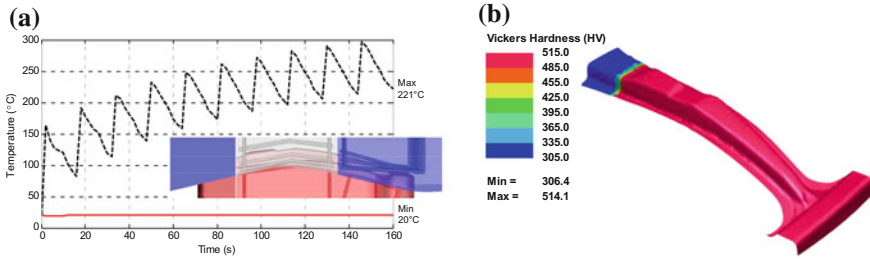 (a)
300
250
200
150
100
50
0
Temperature (°C)
0 20 40 60 80 100 120 140 160
Time (s)
Max
221°C
Min
20°C
(b)
Vickers Hardness (HV)
515.0
485.0
455.0
425.0
395.0
365.0
335.0
305.0
Min = 306.4
Max = 514.1